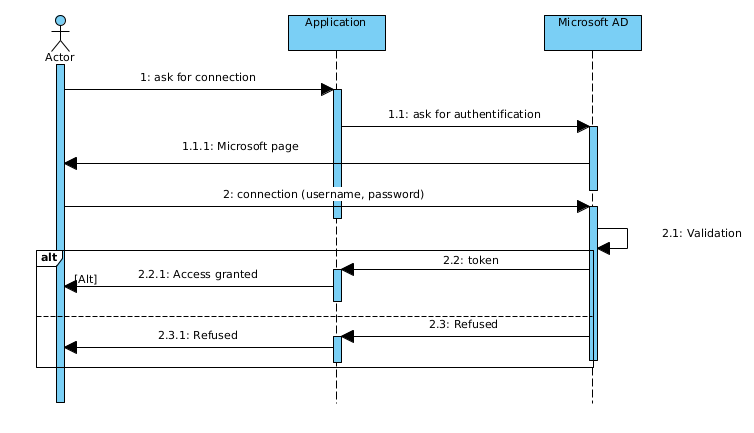 Application
Microsoft AD
Actor
1: ask for connection
1.1: ask for authentification
1.1.1: Microsoft page
2: connection (username, password)
2.1: Validation
alt
2.2: token
[Alt]
2.2.1: Access granted
2.3: Refused
2.3.1: Refused